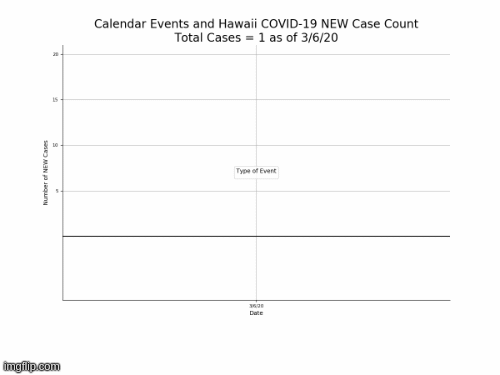 Calendar Events and Hawaii COVID-19 NEW Case Count
Total Cases = 1 as of 3/6/20
20
15
10
5
Number of NEW Cases
Type of Event
3/6/20
Date
imgflip.com